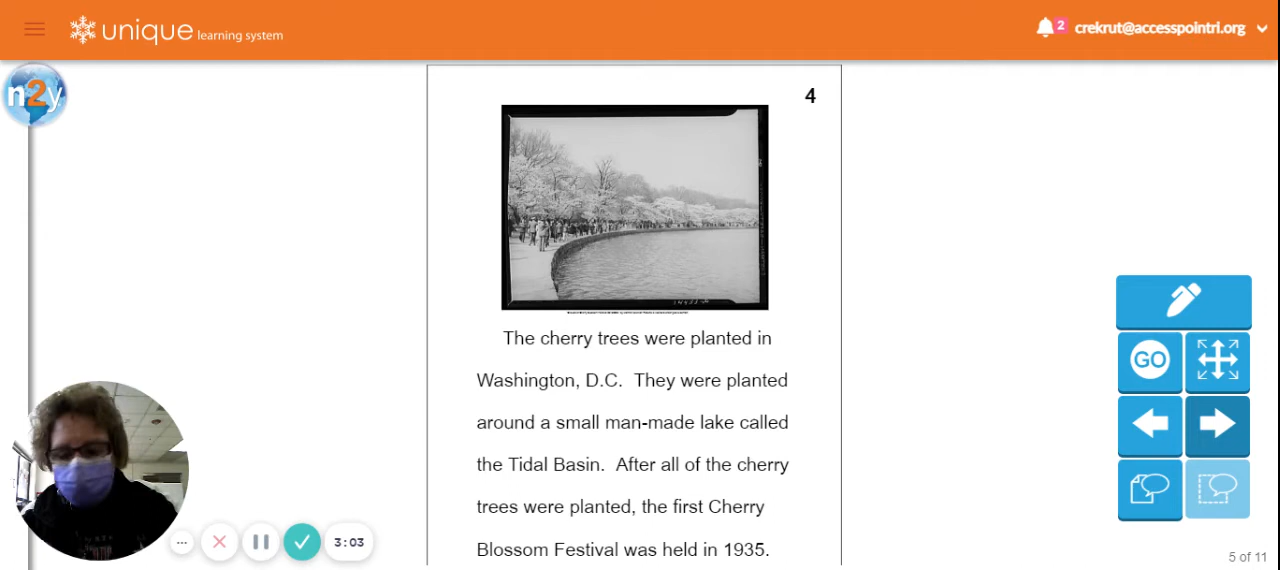 unique learning system
2
crekrut@accesspointri.org
n2y
4
The cherry trees were planted in
Washington, D.C. They were planted
around a small man-made lake called
the Tidal Basin. After all of the cherry
trees were planted, the first Cherry
Blossom Festival was held in 1935.
GO
3:03
5 of 11